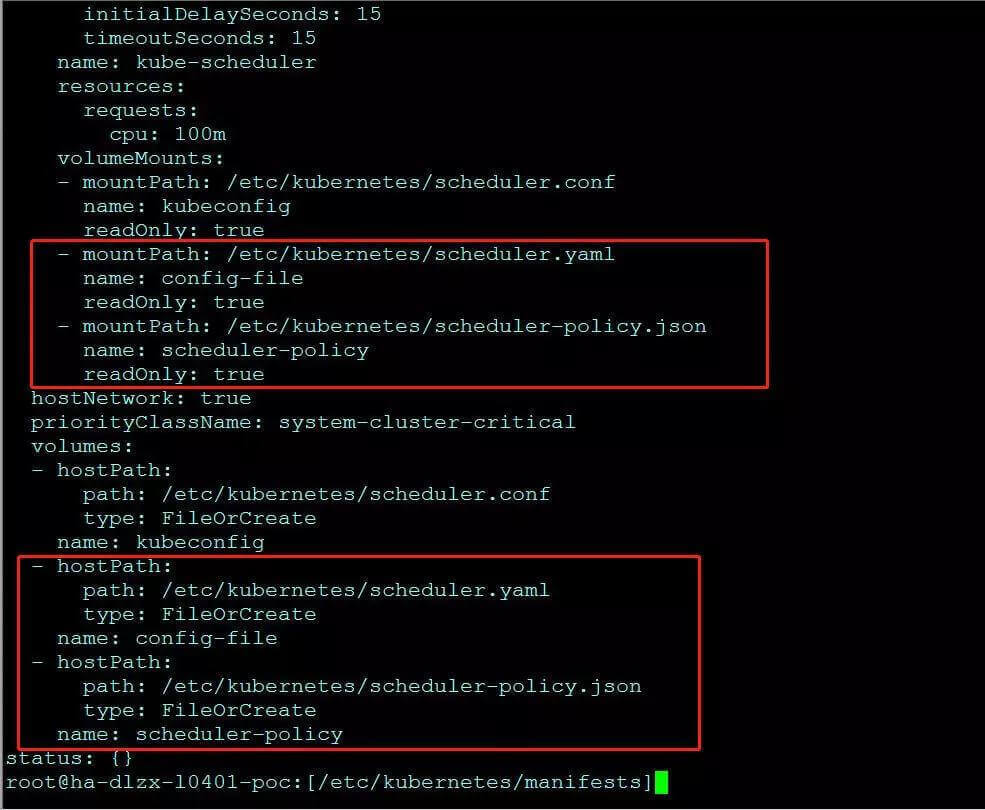 initialDelaySeconds: 15
timeoutSeconds: 15
name: kube-scheduler
resources:
requests:
cpu: 100m
volumeMounts:
- mountPath: /etc/kubernetes/scheduler.conf
name: kubeconfig
readOnly: true
- mountPath: /etc/kubernetes/scheduler.yaml
name: config-file
readOnly: true
- mountPath: /etc/kubernetes/scheduler-policy.json
name: scheduler-policy
readOnly: true
hostNetwork: true
priorityClassName: system-cluster-critical
volumes:
- hostPath:
path: /etc/kubernetes/scheduler.conf
type: FileOrCreate
name: kubeconfig
- hostPath:
path: /etc/kubernetes/scheduler.yaml
type: FileOrCreate
name: config-file
- hostPath:
path: /etc/kubernetes/scheduler-policy.json
type: FileOrCreate
name: scheduler-policy
status: {}
root@ha-dlzx-l0401-poc:[/etc/kubernetes/manifests]